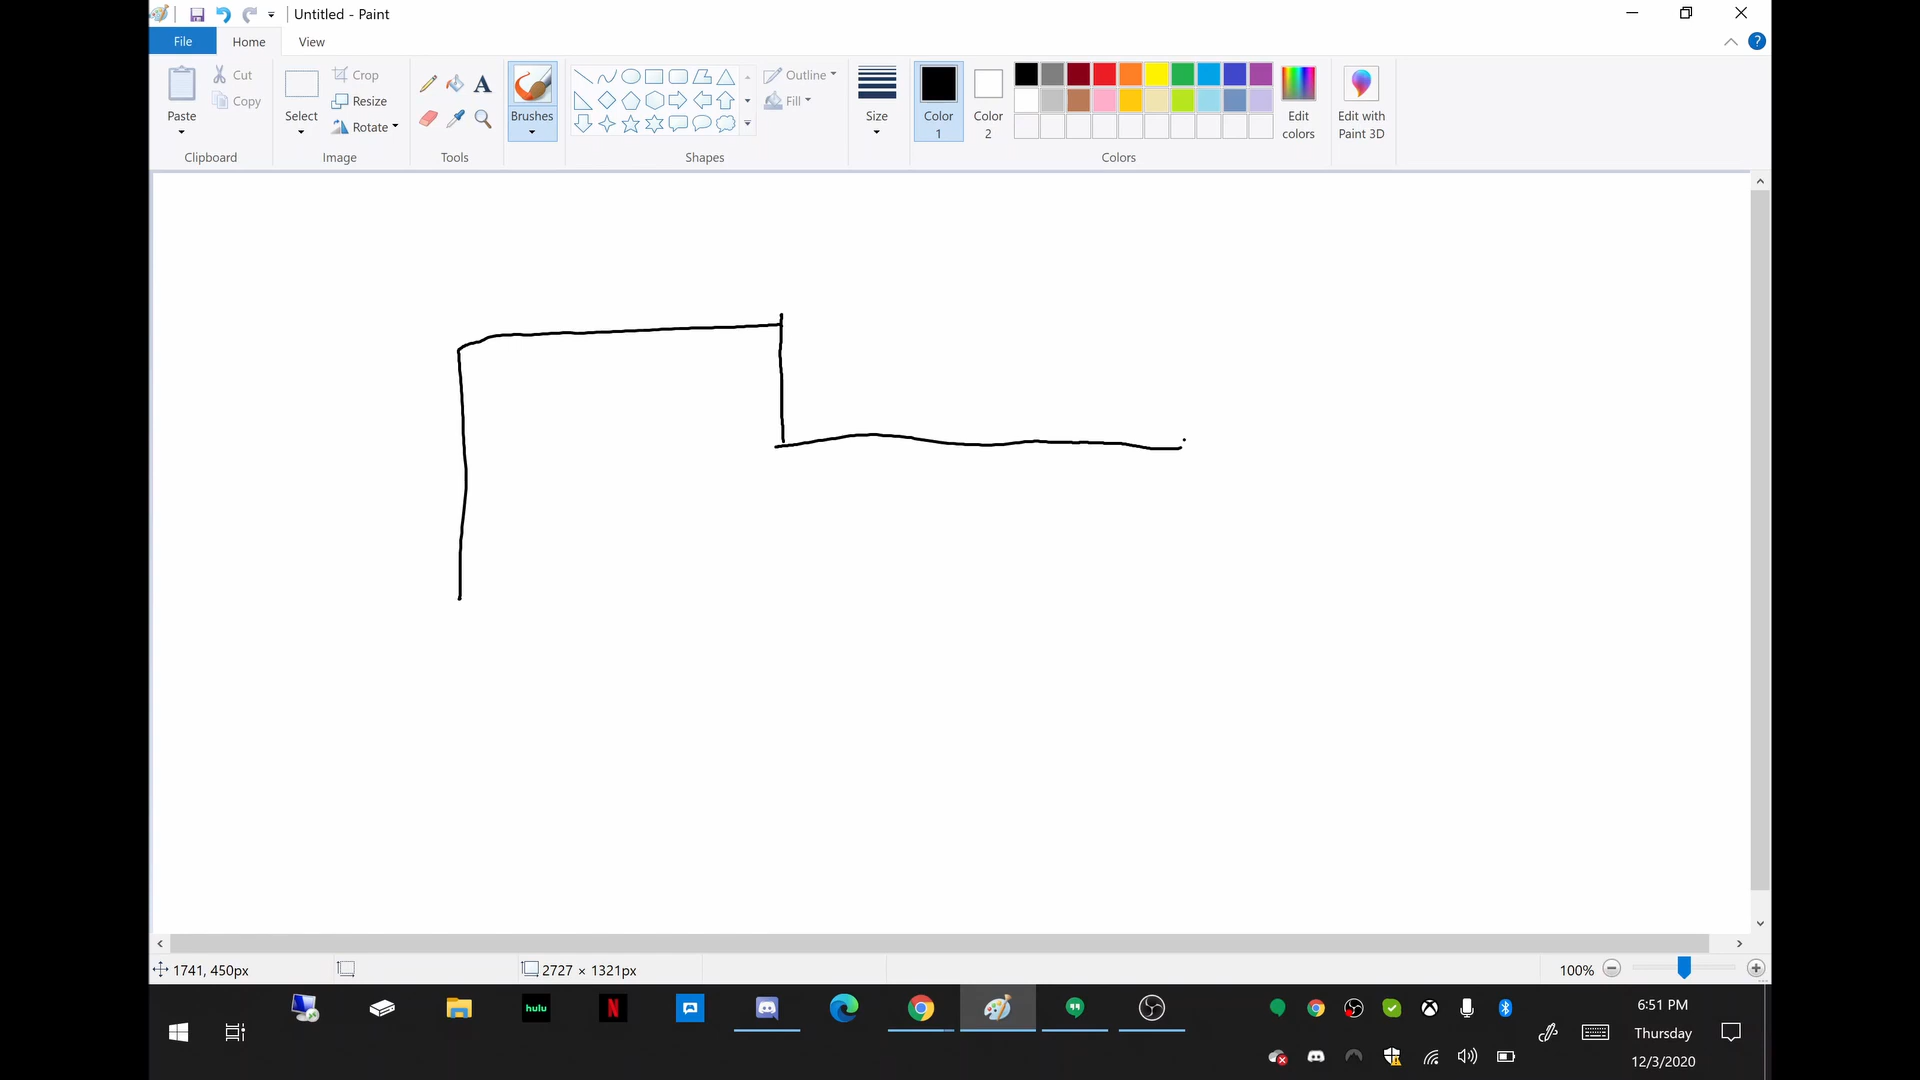 Untitled - Paint
File
Home
View
Paste
Cut
Copy
Clipboard
Select
Crop
Resize
Rotate
Image
A
Tools
Brushes
Shapes
Outline
Fill
Size
Color
1
Color
2
Edit
colors
Colors
Edit with
Paint 3D
?
1741, 450px
2727 × 1321px
100%
hulu
N
6:51 PM
Thursday
12/3/2020